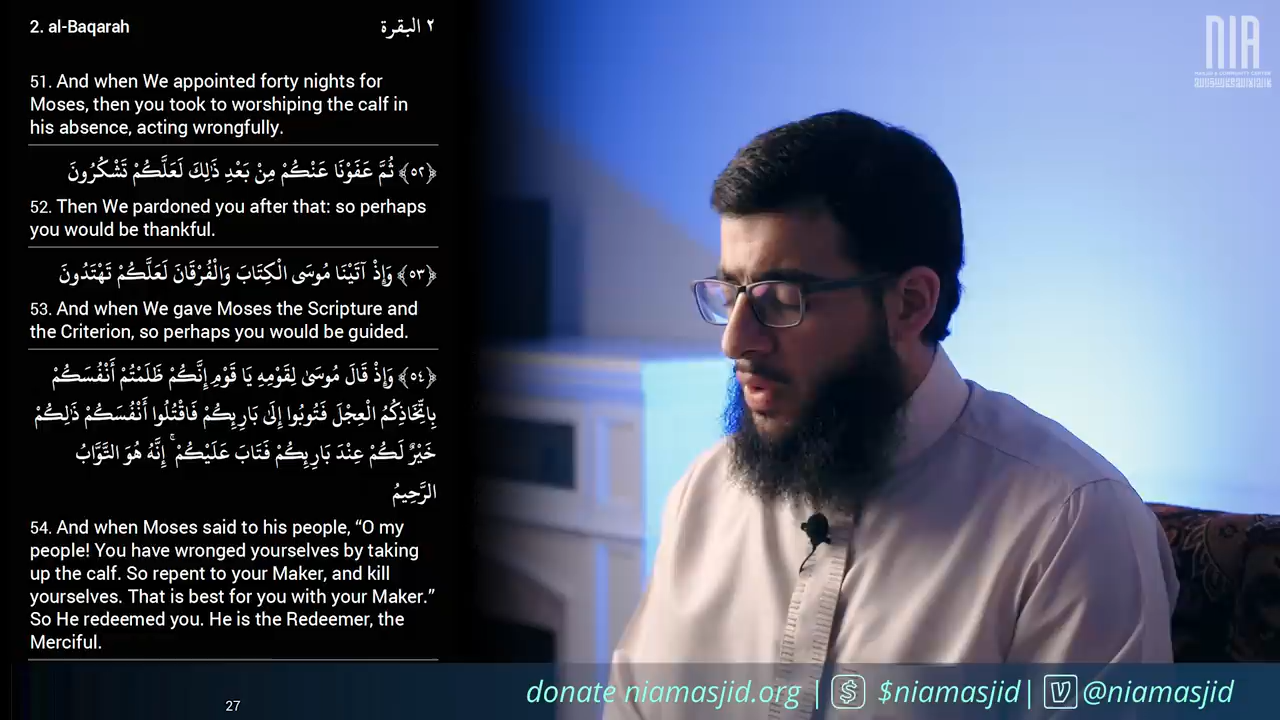 2. al-Baqarah
٢ البقرة
51. And when We appointed forty nights for
Moses, then you took to worshiping the calf in
his absence, acting wrongfully.
﴿٥٢﴾ ثُمَّ عَفَوْنَا عَنْكُمْ مِنْ بَعْدِ ذَٰلِكَ لَعَلَّكُمْ تَشْكُرُونَ
52. Then We pardoned you after that: so perhaps
you would be thankful.
﴿٥٣﴾ وَإِذْ آتَيْنَا مُوسَى الْكِتَابَ وَالْفُرْقَانَ لَعَلَّكُمْ تَهْتَدُونَ
53. And when We gave Moses the Scripture and
the Criterion, so perhaps you would be guided.
﴿٥٤﴾ وَإِذْ قَالَ مُوسَىٰ لِقَوْمِهِ يَا قَوْمِ إِنَّكُمْ ظَلَمْتُمْ أَنْفُسَكُمْ
بِاتِّخَاذِكُمُ الْعِجْلَ فَتُوبُوا إِلَىٰ بَارِئِكُمْ فَاقْتُلُوا أَنْفُسَكُمْ ذَٰلِكُمْ
خَيْرٌ لَكُمْ عِنْدَ بَارِئِكُمْ فَتَابَ عَلَيْكُمْ ۚ إِنَّهُ هُوَ التَّوَّابُ
الرَّحِيمُ
54. And when Moses said to his people, “O my
people! You have wronged yourselves by taking
up the calf. So repent to your Maker, and kill
yourselves. That is best for you with your Maker.”
So He redeemed you. He is the Redeemer, the
Merciful.
27
NIA
donate niamasjid.org | $ $niamasjid | V @niamasjid